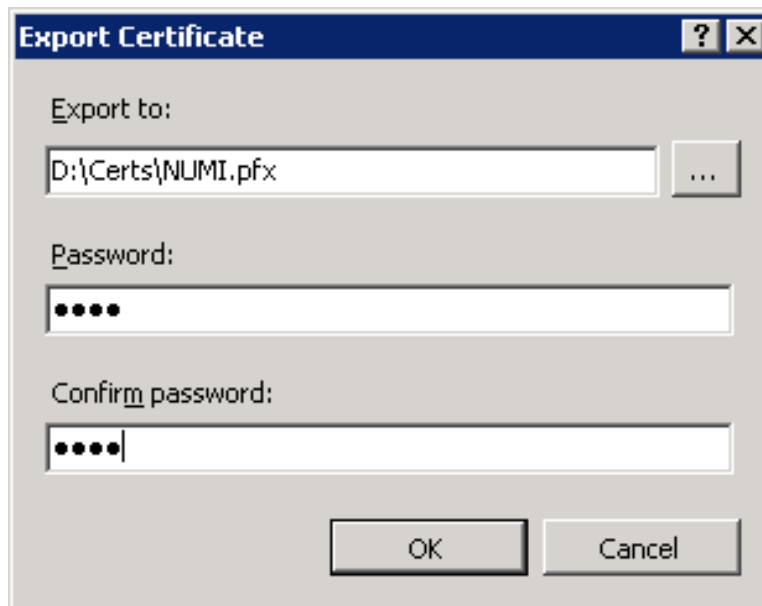 Export Certificate
Export to:
D:\Certs\NUMI.pfx
...
Password:
••••
Confirm password:
••••
OK
Cancel